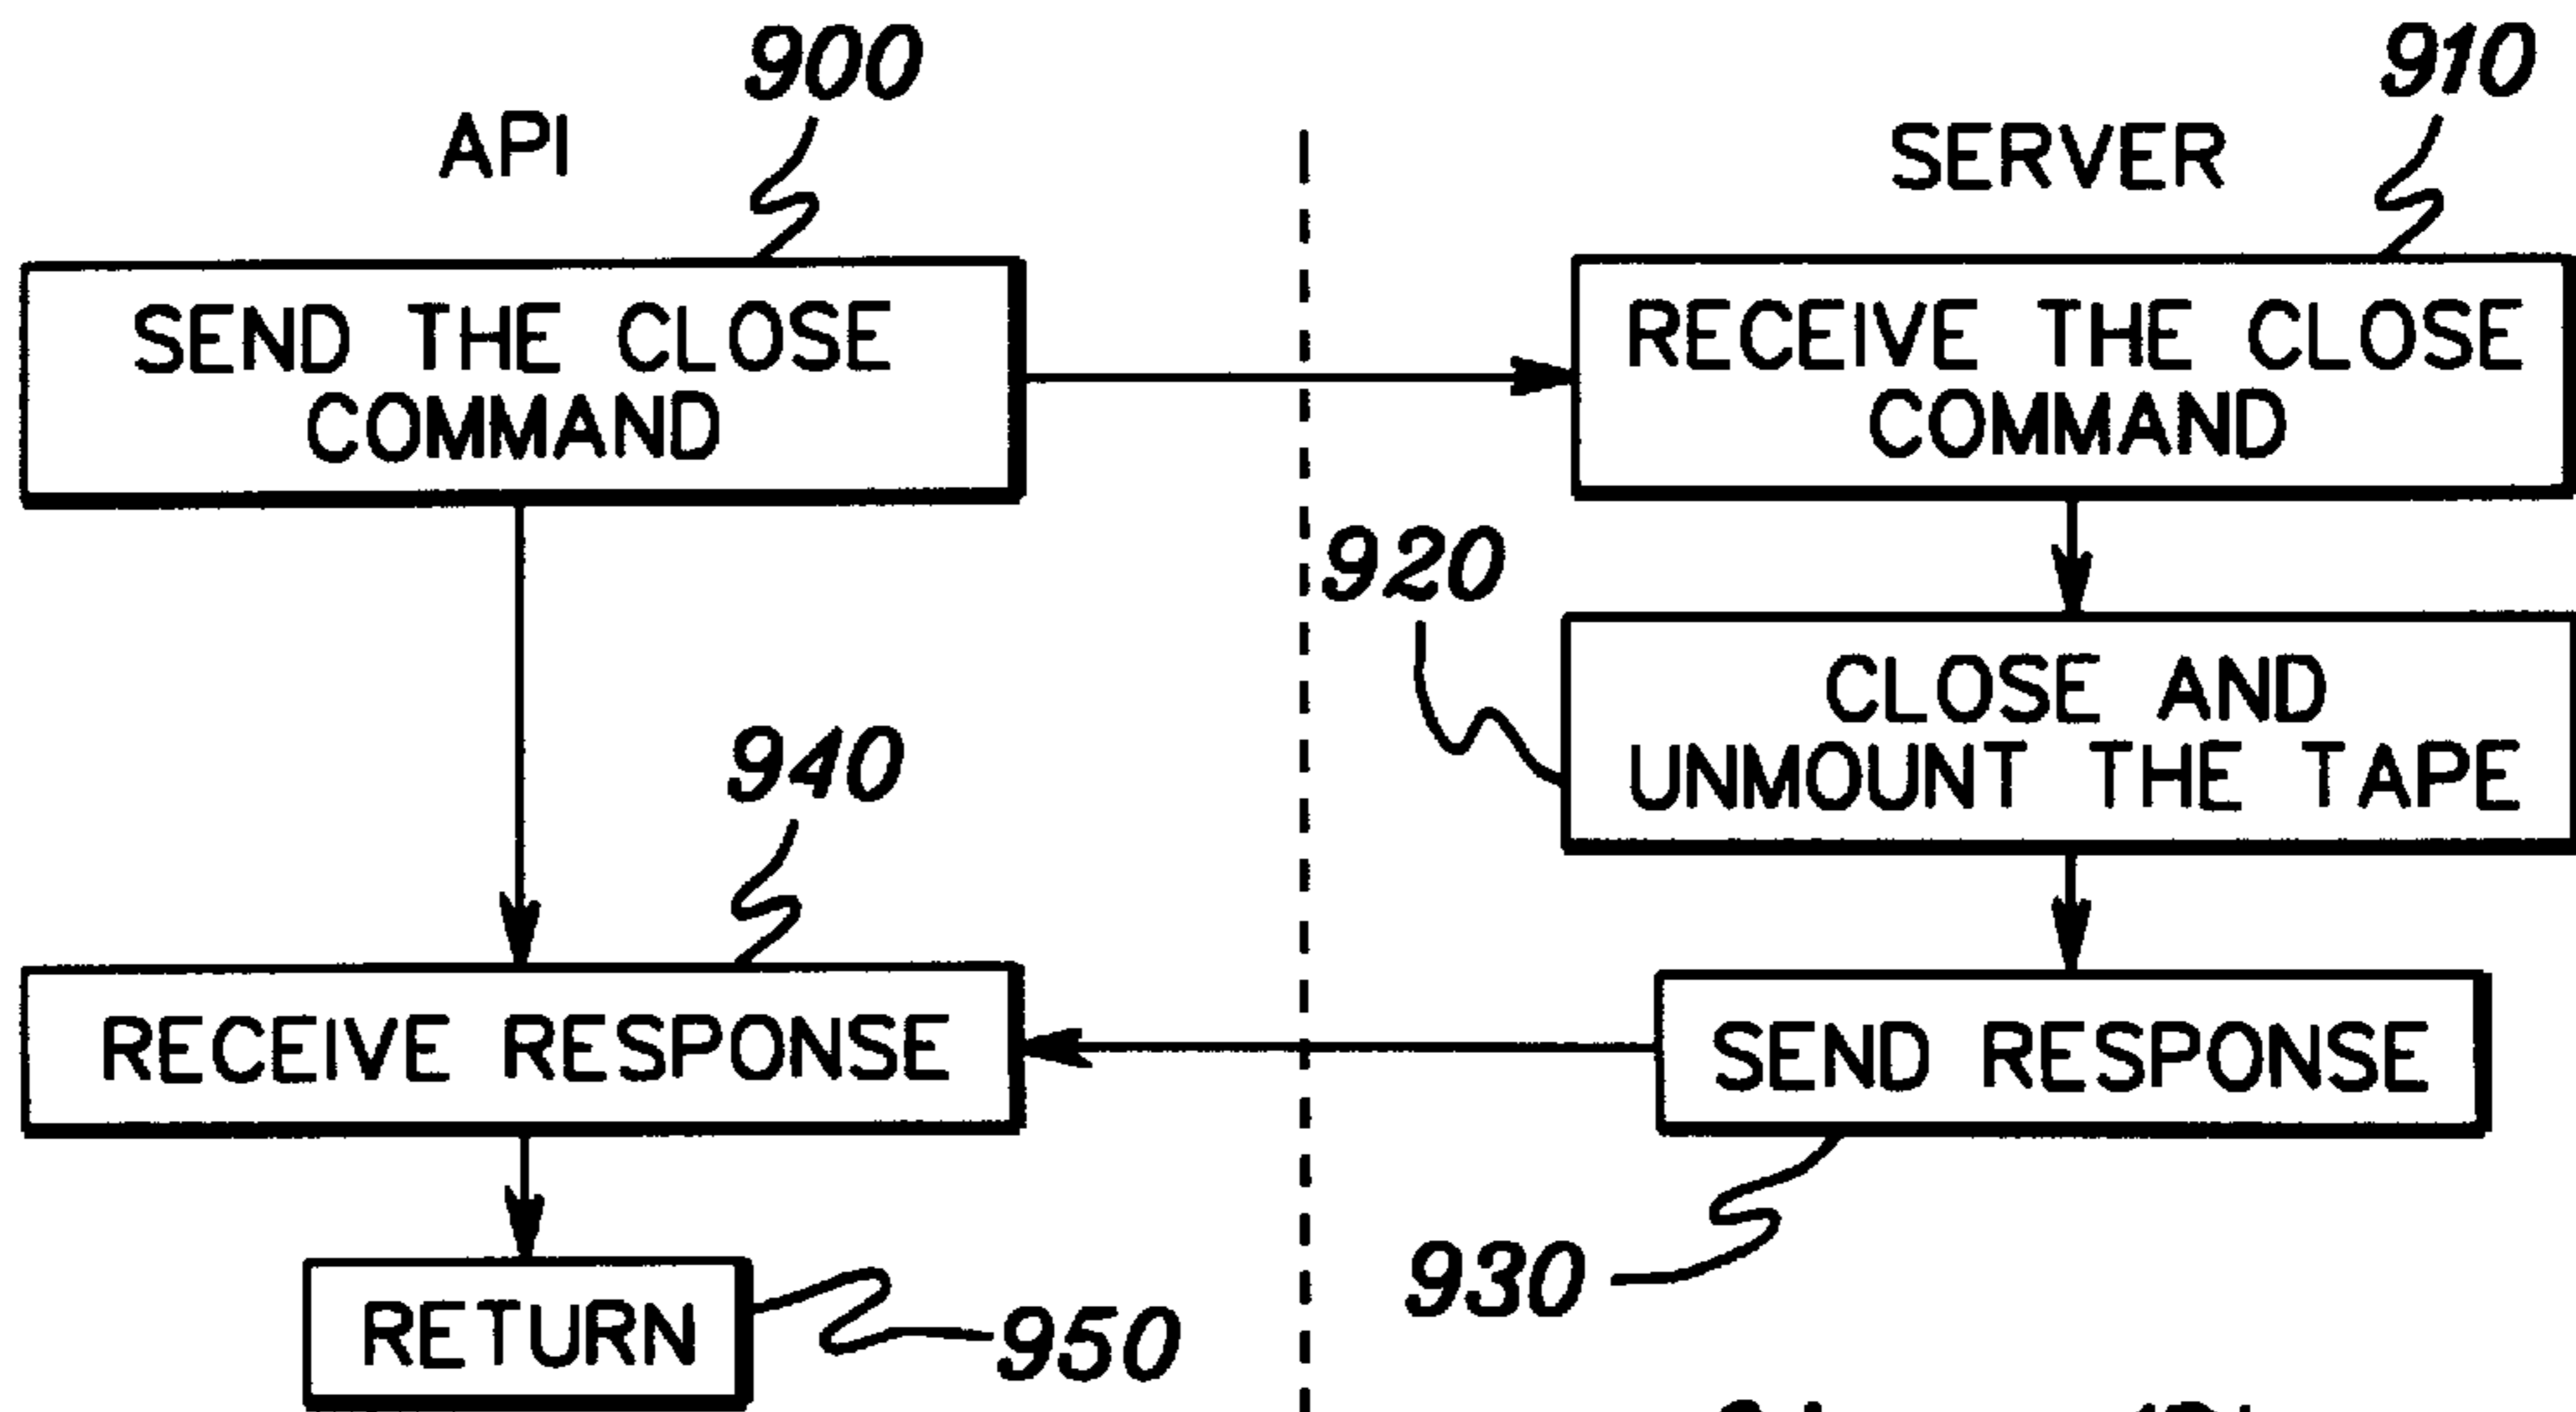 900
910
API
SERVER
SEND THE CLOSE
COMMAND
RECEIVE THE CLOSE
COMMAND
920
CLOSE AND
UNMOUNT THE TAPE
940
RECEIVE RESPONSE
SEND RESPONSE
930
RETURN
950